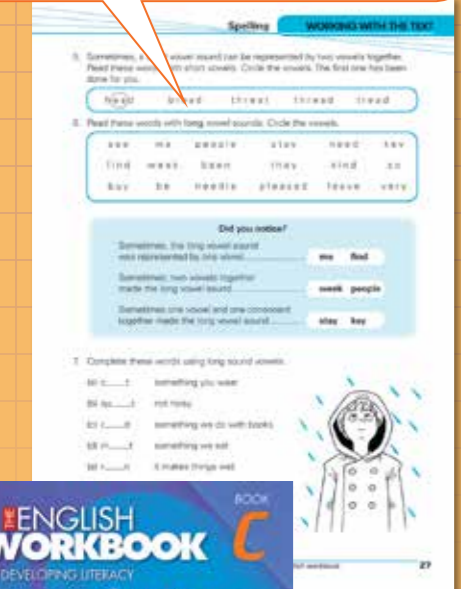 Spelling WORKING WITH THE TEXT
5. Sometimes, a vowel sound can be represented by two vowels together.
Read these words with short vowels. Circle the vowels. The first one has been
done for you.
head bread threat thread tread
6. Read these words with long vowel sounds. Circle the vowels.
see me people stay need key
find week been they kind so
buy be needle pleased leave very
Did you notice?
Sometimes, the long vowel sound
was represented by one vowel me find
Sometimes, two vowels together
made the long vowel sound week people
Sometimes one vowel and one consonant
together made the long vowel sound stay key
7. Complete these words using long sound vowels.
(a) c__t something you wear
(b) qu__t not noisy
(c) r__d something we do with books
(d) m__t something we eat
(e) r__n it makes things wet
THE ENGLISH
WORKBOOK
BOOK C
DEVELOPING LITERACY
workbook 27